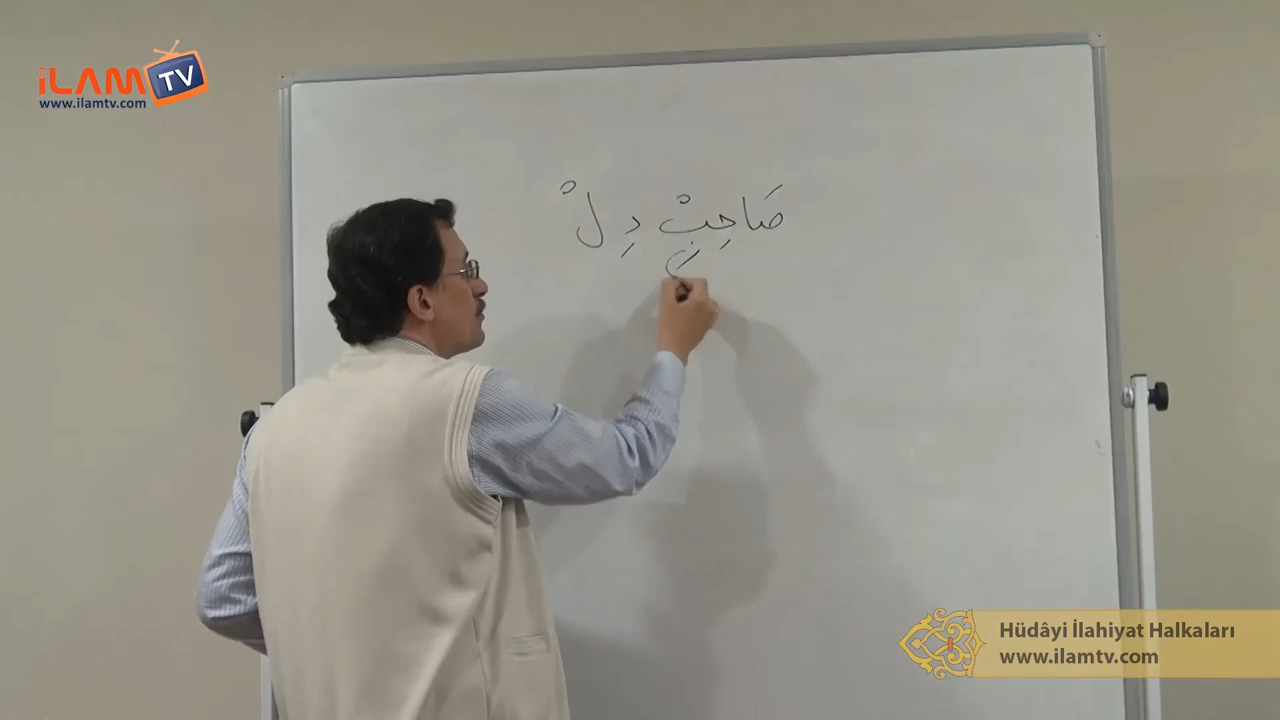 iLAM TV
www.ilamtv.com
صَاحِبْ دِلْ
Hüdâyi İlahiyat Halkaları
www.ilamtv.com